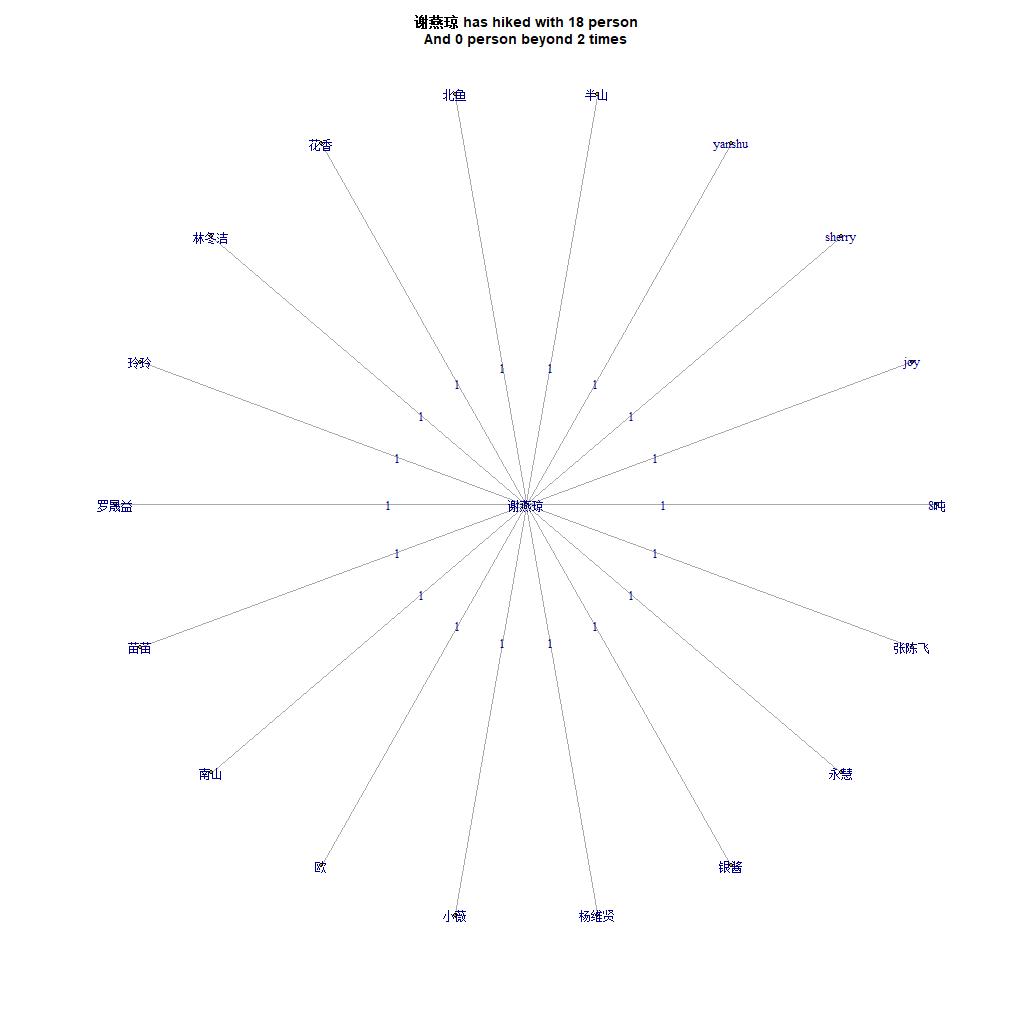 谢燕琼 has hiked with 18 person
And 0 person beyond 2 times
北鱼
半山
花香
yanshu
林冬洁
sherry
玲玲
joy
1
1
1
1
1
1
1
1
罗晟益
1
谢燕琼
1
8吨
1
1
1
1
1
1
1
1
苗苗
张陈飞
南山
永慧
欧
银酱
小薇
杨维贤